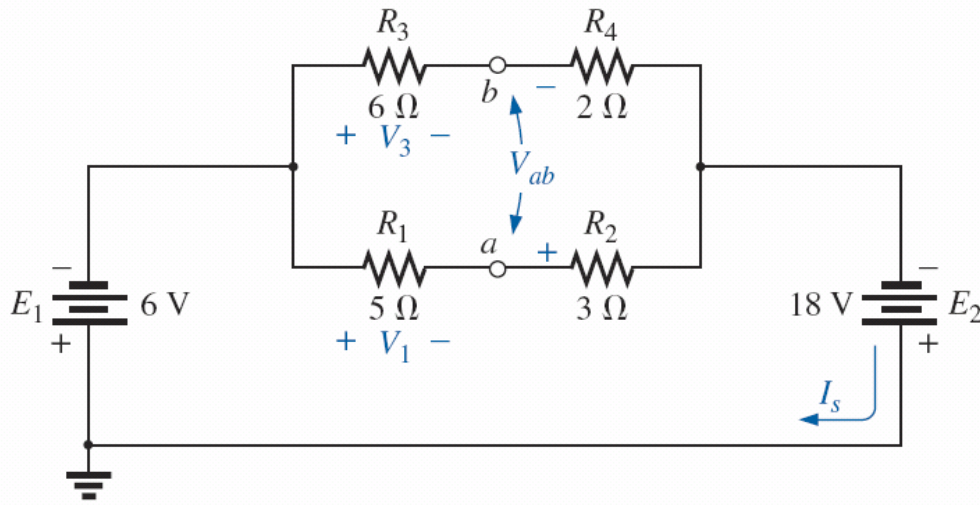 R3 R4
b −
6 Ω 2 Ω
+ V3 −
Vab
R1 a + R2
− −
E1 6 V 5 Ω 3 Ω 18 V E2
+ V1 −
+ +
Is